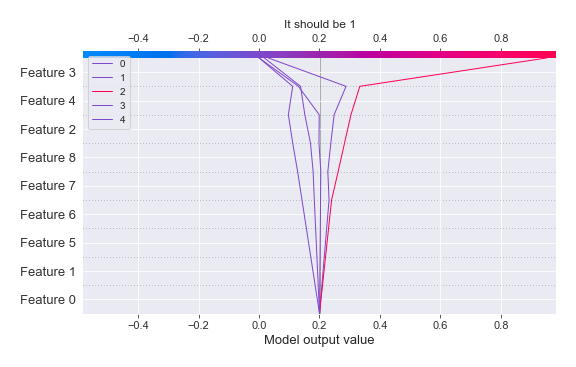 It should be 1
−0.4 −0.2 0.0 0.2 0.4 0.6 0.8
0
1
2
3
4
Feature 3
Feature 4
Feature 2
Feature 8
Feature 7
Feature 6
Feature 5
Feature 1
Feature 0
−0.4 −0.2 0.0 0.2 0.4 0.6 0.8
Model output value